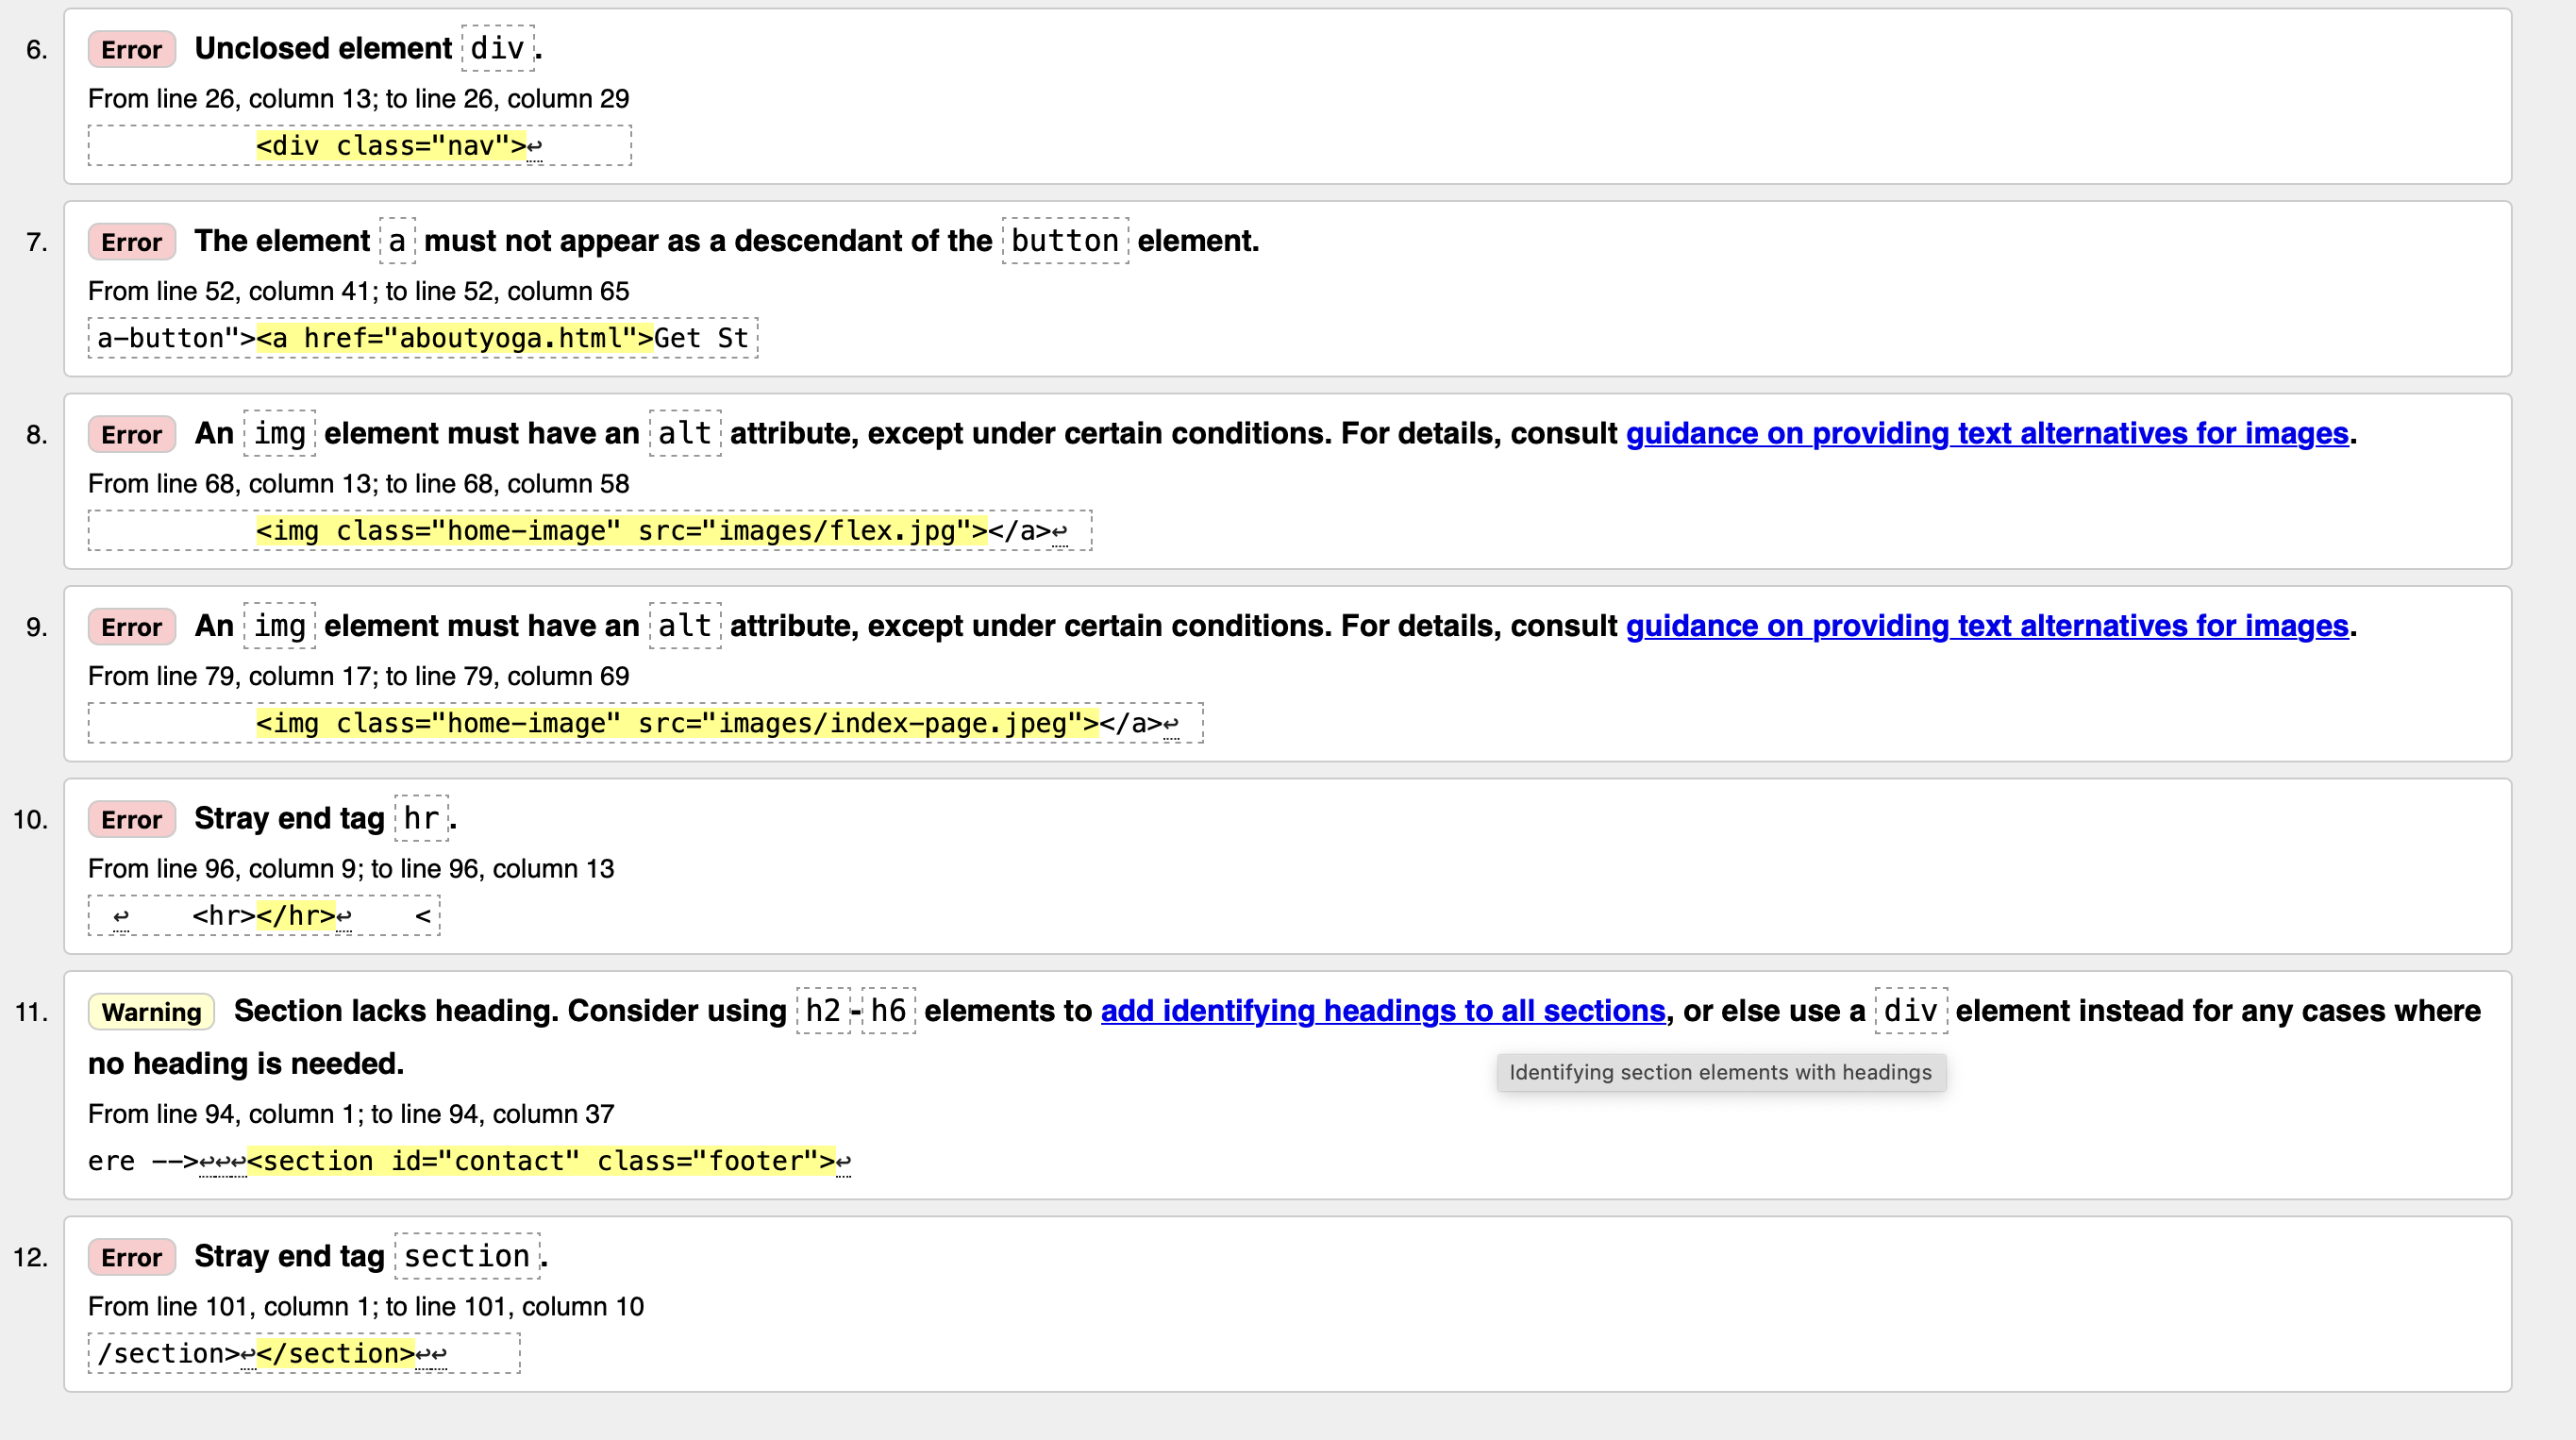 6. Error Unclosed element div.
From line 26, column 13; to line 26, column 29
<div class="nav">↩
7. Error The element a must not appear as a descendant of the button element.
From line 52, column 41; to line 52, column 65
a-button"><a href="aboutyoga.html">Get St
8. Error An img element must have an alt attribute, except under certain conditions. For details, consult guidance on providing text alternatives for images.
From line 68, column 13; to line 68, column 58
<img class="home-image" src="images/flex.jpg"></a>↩
9. Error An img element must have an alt attribute, except under certain conditions. For details, consult guidance on providing text alternatives for images.
From line 79, column 17; to line 79, column 69
<img class="home-image" src="images/index-page.jpeg"></a>↩
10. Error Stray end tag hr.
From line 96, column 9; to line 96, column 13
↩ <hr></hr>↩ <
11. Warning Section lacks heading. Consider using h2-h6 elements to add identifying headings to all sections, or else use a div element instead for any cases where
no heading is needed.
Identifying section elements with headings
From line 94, column 1; to line 94, column 37
ere -->↩↩↩<section id="contact" class="footer">↩
12. Error Stray end tag section.
From line 101, column 1; to line 101, column 10
/section>↩</section>↩↩